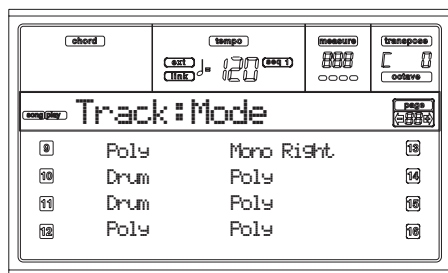 chord tempo measure transpose
ext ♩= 120 seq 1 888 C 0
link octave
song play Track:Mode page
9 Poly Mono Right 13
10 Drum Poly 14
11 Drum Poly 15
12 Poly Poly 16